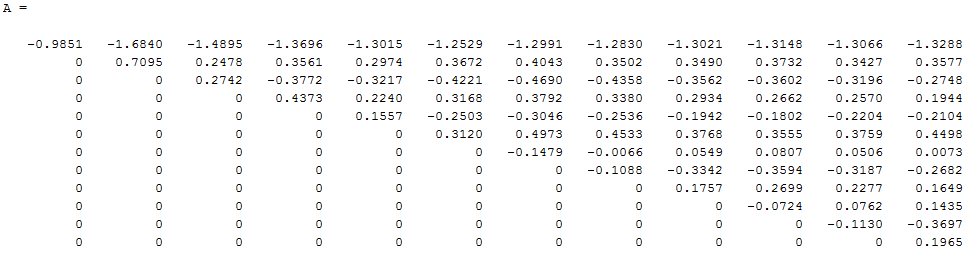 A =
-0.9851 -1.6840 -1.4895 -1.3696 -1.3015 -1.2529 -1.2991 -1.2830 -1.3021 -1.3148 -1.3066 -1.3288
0 0.7095 0.2478 0.3561 0.2974 0.3672 0.4043 0.3502 0.3490 0.3732 0.3427 0.3577
0 0 0.2742 -0.3772 -0.3217 -0.4221 -0.4690 -0.4358 -0.3562 -0.3602 -0.3196 -0.2748
0 0 0 0.4373 0.2240 0.3168 0.3792 0.3380 0.2934 0.2662 0.2570 0.1944
0 0 0 0 0.1557 -0.2503 -0.3046 -0.2536 -0.1942 -0.1802 -0.2204 -0.2104
0 0 0 0 0 0.3120 0.4973 0.4533 0.3768 0.3555 0.3759 0.4498
0 0 0 0 0 0 -0.1479 -0.0066 0.0549 0.0807 0.0506 0.0073
0 0 0 0 0 0 0 -0.1088 -0.3342 -0.3594 -0.3187 -0.2682
0 0 0 0 0 0 0 0 0.1757 0.2699 0.2277 0.1649
0 0 0 0 0 0 0 0 0 -0.0724 0.0762 0.1435
0 0 0 0 0 0 0 0 0 0 -0.1130 -0.3697
0 0 0 0 0 0 0 0 0 0 0 0.1965